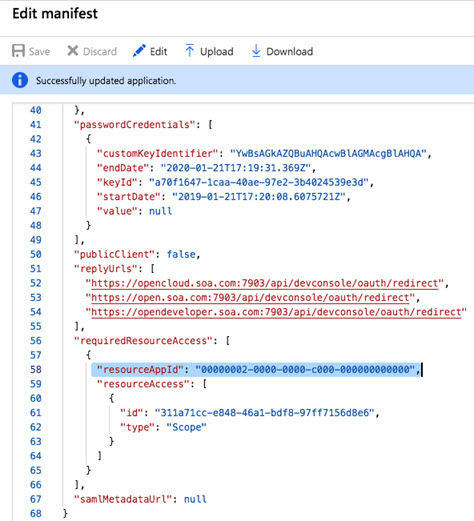 Edit manifest
Save Discard Edit Upload Download
Successfully updated application.
40 },
41 "passwordCredentials": [
42 {
43 "customKeyIdentifier": "YwBsAGkAZQBuAHQAcwBlAGMAcgBlAHQA",
44 "endDate": "2020-01-21T17:19:31.369Z",
45 "keyId": "a70f1647-1caa-40ae-97e2-3b4024539e3d",
46 "startDate": "2019-01-21T17:20:08.6075721Z",
47 "value": null
48 }
49 ],
50 "publicClient": false,
51 "replyUrls": [
52 "https://opencloud.soa.com:7903/api/devconsole/oauth/redirect",
53 "https://open.soa.com:7903/api/devconsole/oauth/redirect",
54 "https://opendeveloper.soa.com:7903/api/devconsole/oauth/redirect"
55 ],
56 "requiredResourceAccess": [
57 {
58 "resourceAppId": "00000002-0000-0000-c000-000000000000",
59 "resourceAccess": [
60 {
61 "id": "311a71cc-e848-46a1-bdf8-97ff7156d8e6",
62 "type": "Scope"
63 }
64 ]
65 }
66 ],
67 "samlMetadataUrl": null
68 }